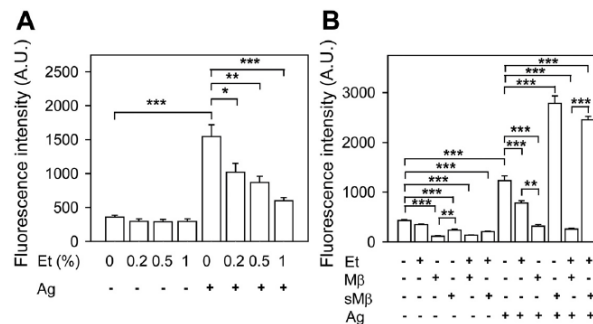 A
Fluorescence intensity (A.U.)
2500
2000
1500
1000
500
0
***
***
**
*
Et (%) 0 0.2 0.5 1 0 0.2 0.5 1
Ag - - - - + + + +
B
Fluorescence intensity (A.U.)
3000
2000
1000
0
***
***
***
***
***
***
***
***
**
***
***
***
**
Et - + - - + + - + - - + +
Mβ - - + - + - - - + - + -
sMβ - - - + - + - - - + - +
Ag - - - - - - + + + + + +